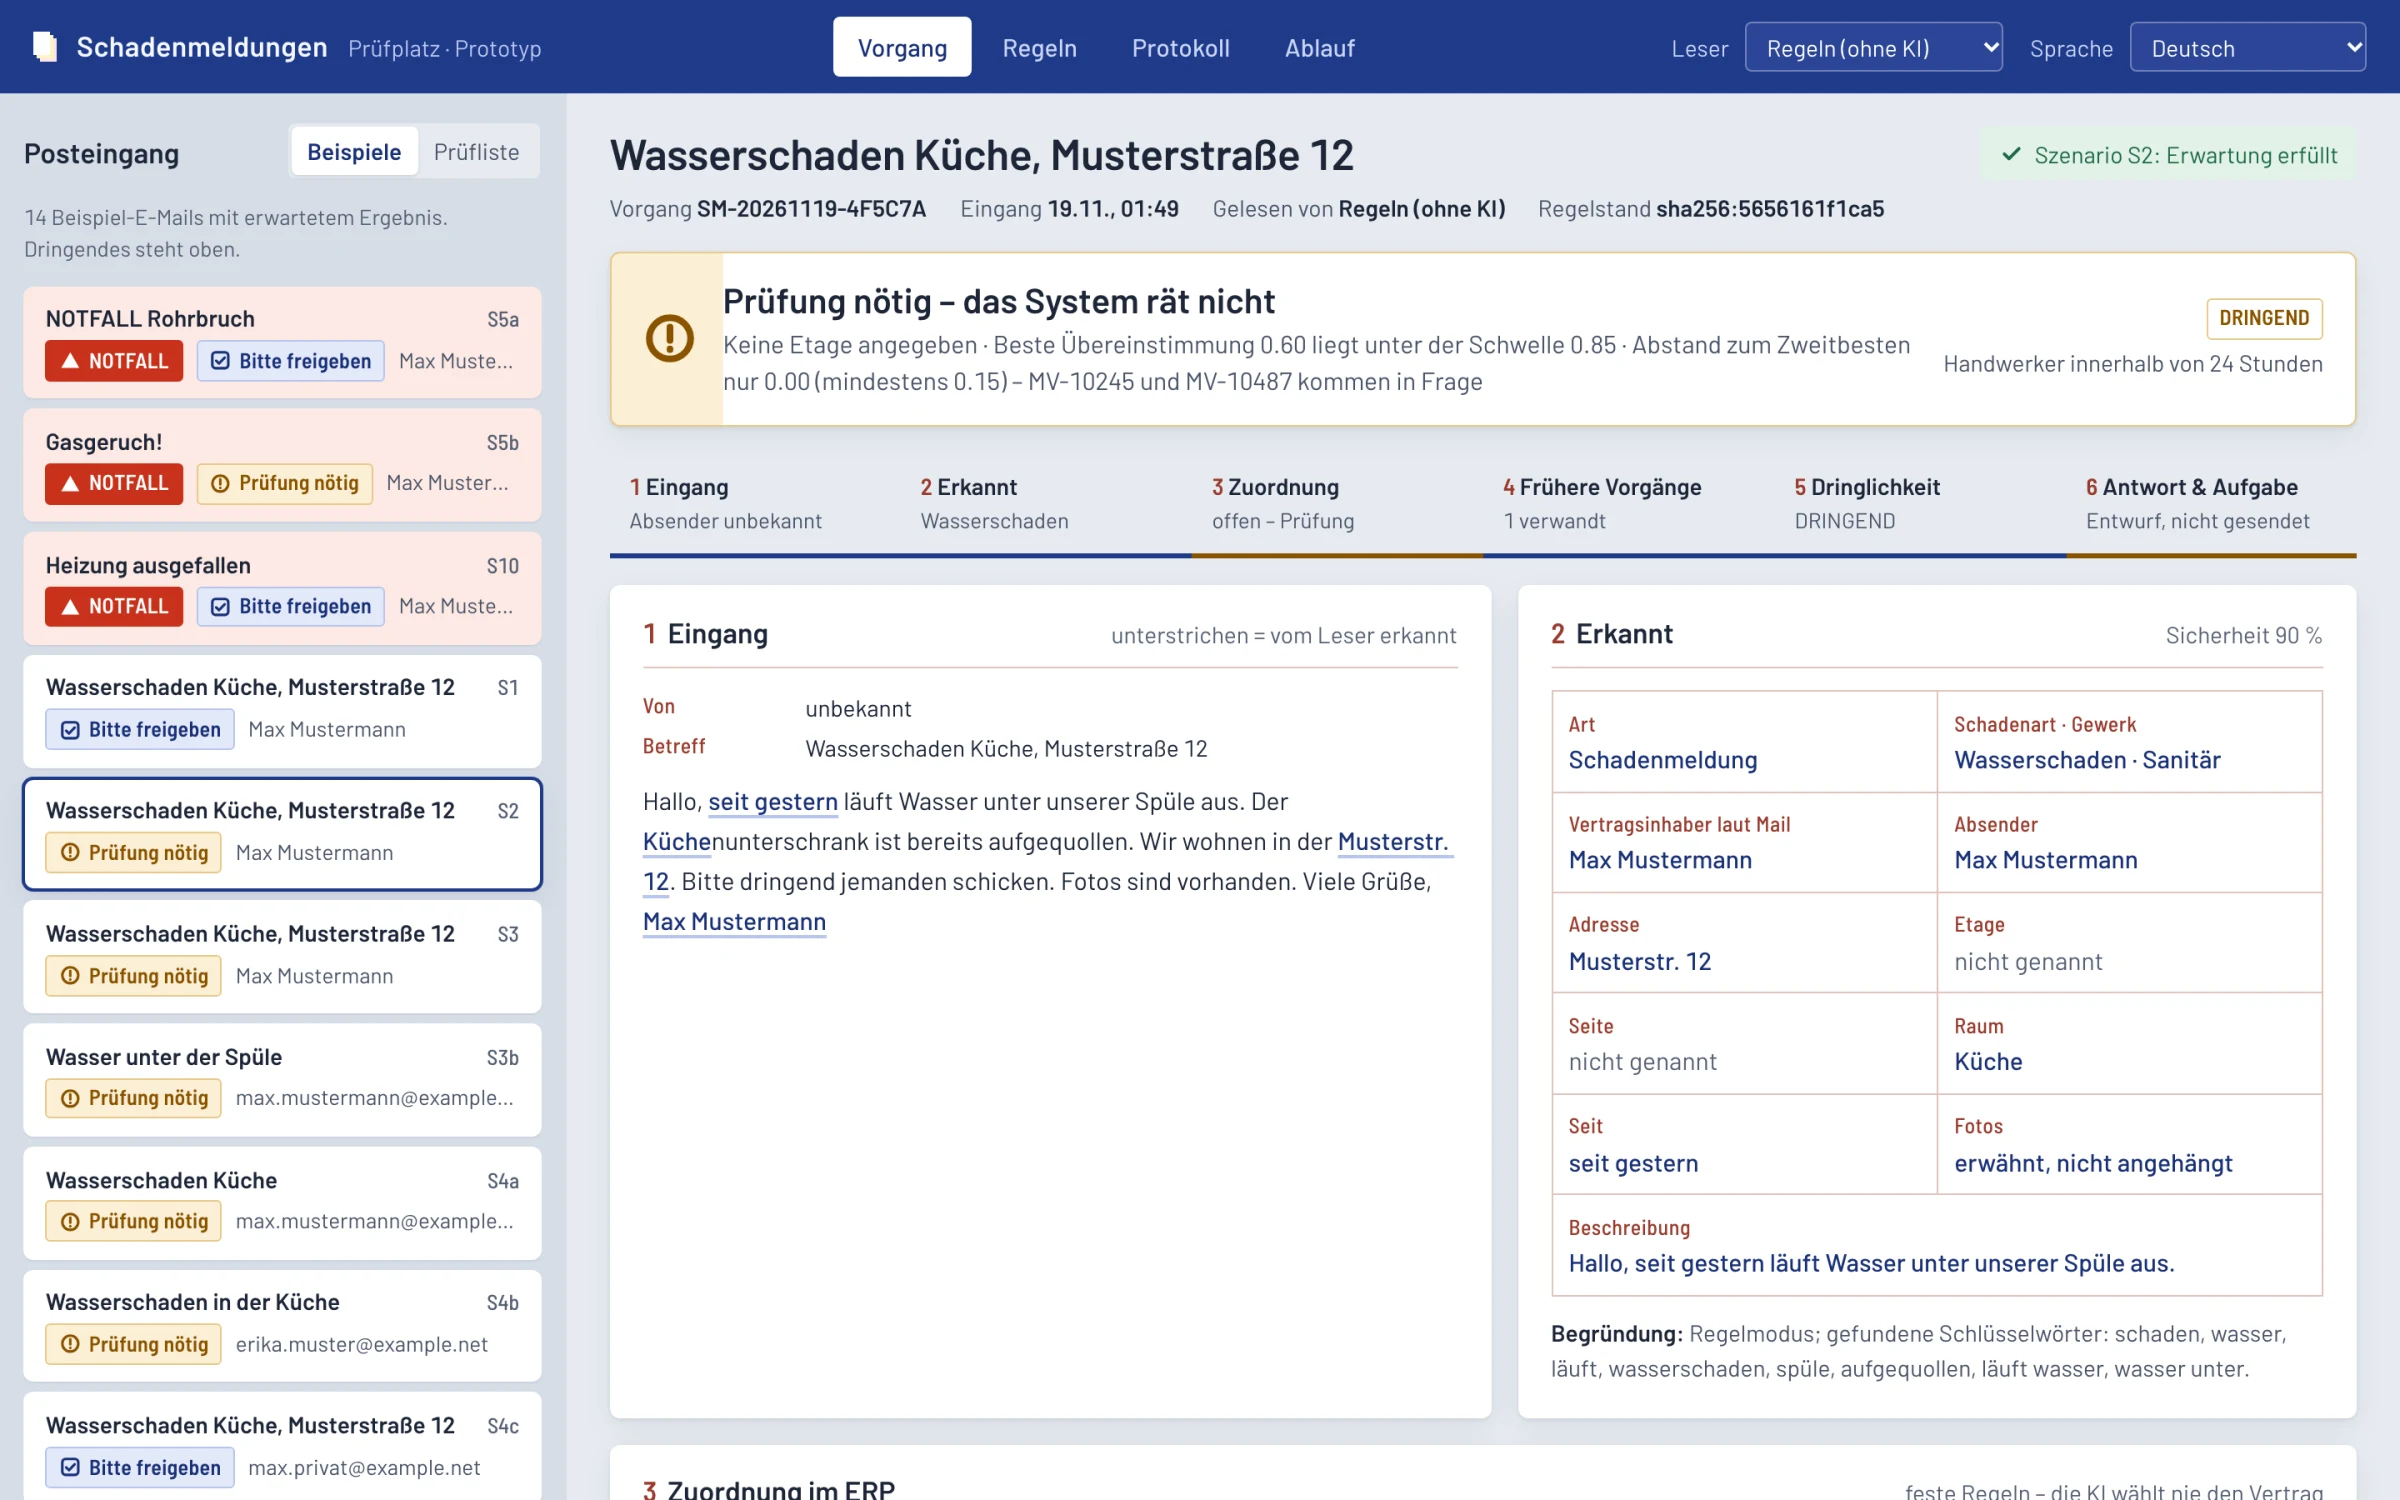 Schadenmeldungen Prüfplatz · Prototyp
Vorgang Regeln Protokoll Ablauf
Leser Regeln (ohne KI) Sprache Deutsch
Posteingang Beispiele Prüfliste
14 Beispiel-E-Mails mit erwartetem Ergebnis.
Dringendes steht oben.
NOTFALL Rohrbruch S5a
NOTFALL Bitte freigeben Max Muste...
Gasgeruch! S5b
NOTFALL Prüfung nötig Max Muster...
Heizung ausgefallen S10
NOTFALL Bitte freigeben Max Muste...
Wasserschaden Küche, Musterstraße 12 S1
Bitte freigeben Max Mustermann
Wasserschaden Küche, Musterstraße 12 S2
Prüfung nötig Max Mustermann
Wasserschaden Küche, Musterstraße 12 S3
Prüfung nötig Max Mustermann
Wasser unter der Spüle S3b
Prüfung nötig max.mustermann@example...
Wasserschaden Küche S4a
Prüfung nötig max.mustermann@example...
Wasserschaden in der Küche S4b
Prüfung nötig erika.muster@example.net
Wasserschaden Küche, Musterstraße 12 S4c
Bitte freigeben max.privat@example.net
Wasserschaden Küche, Musterstraße 12
Szenario S2: Erwartung erfüllt
Vorgang SM-20261119-4F5C7A Eingang 19.11., 01:49 Gelesen von Regeln (ohne KI) Regelstand sha256:5656161f1ca5
Prüfung nötig – das System rät nicht
Keine Etage angegeben · Beste Übereinstimmung 0.60 liegt unter der Schwelle 0.85 · Abstand zum Zweitbesten
nur 0.00 (mindestens 0.15) – MV-10245 und MV-10487 kommen in Frage
DRINGEND
Handwerker innerhalb von 24 Stunden
1 Eingang
Absender unbekannt
2 Erkannt
Wasserschaden
3 Zuordnung
offen – Prüfung
4 Frühere Vorgänge
1 verwandt
5 Dringlichkeit
DRINGEND
6 Antwort & Aufgabe
Entwurf, nicht gesendet
1 Eingang unterstrichen = vom Leser erkannt
Von unbekannt
Betreff Wasserschaden Küche, Musterstraße 12
Hallo, seit gestern läuft Wasser unter unserer Spüle aus. Der
Küchenunterschrank ist bereits aufgequollen. Wir wohnen in der Musterstr.
12. Bitte dringend jemanden schicken. Fotos sind vorhanden. Viele Grüße,
Max Mustermann
2 Erkannt Sicherheit 90 %
Art
Schadenmeldung
Schadenart · Gewerk
Wasserschaden · Sanitär
Vertragsinhaber laut Mail
Max Mustermann
Absender
Max Mustermann
Adresse
Musterstr. 12
Etage
nicht genannt
Seite
nicht genannt
Raum
Küche
Seit
seit gestern
Fotos
erwähnt, nicht angehängt
Beschreibung
Hallo, seit gestern läuft Wasser unter unserer Spüle aus.
Begründung: Regelmodus; gefundene Schlüsselwörter: schaden, wasser,
läuft, wasserschaden, spüle, aufgequollen, läuft wasser, wasser unter.
3 Zuordnung im ERP feste Regeln – die KI wählt nie den Vertrag